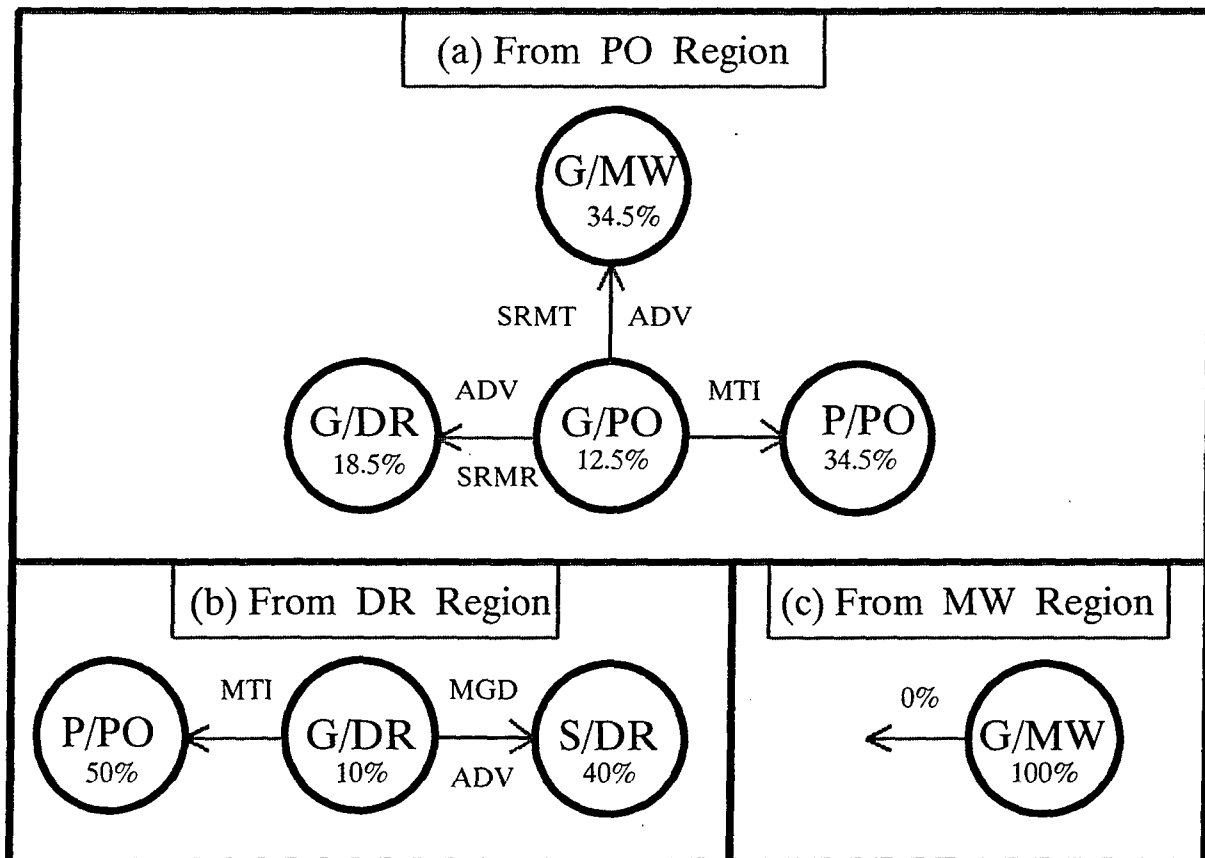 (a) From PO Region
G/MW
34.5%
SRMT ADV
ADV MTI
G/DR G/PO P/PO
18.5% 12.5% 34.5%
SRMR
(b) From DR Region
MTI MGD
P/PO G/DR S/DR
50% 10% 40%
ADV
(c) From MW Region
0%
G/MW
100%